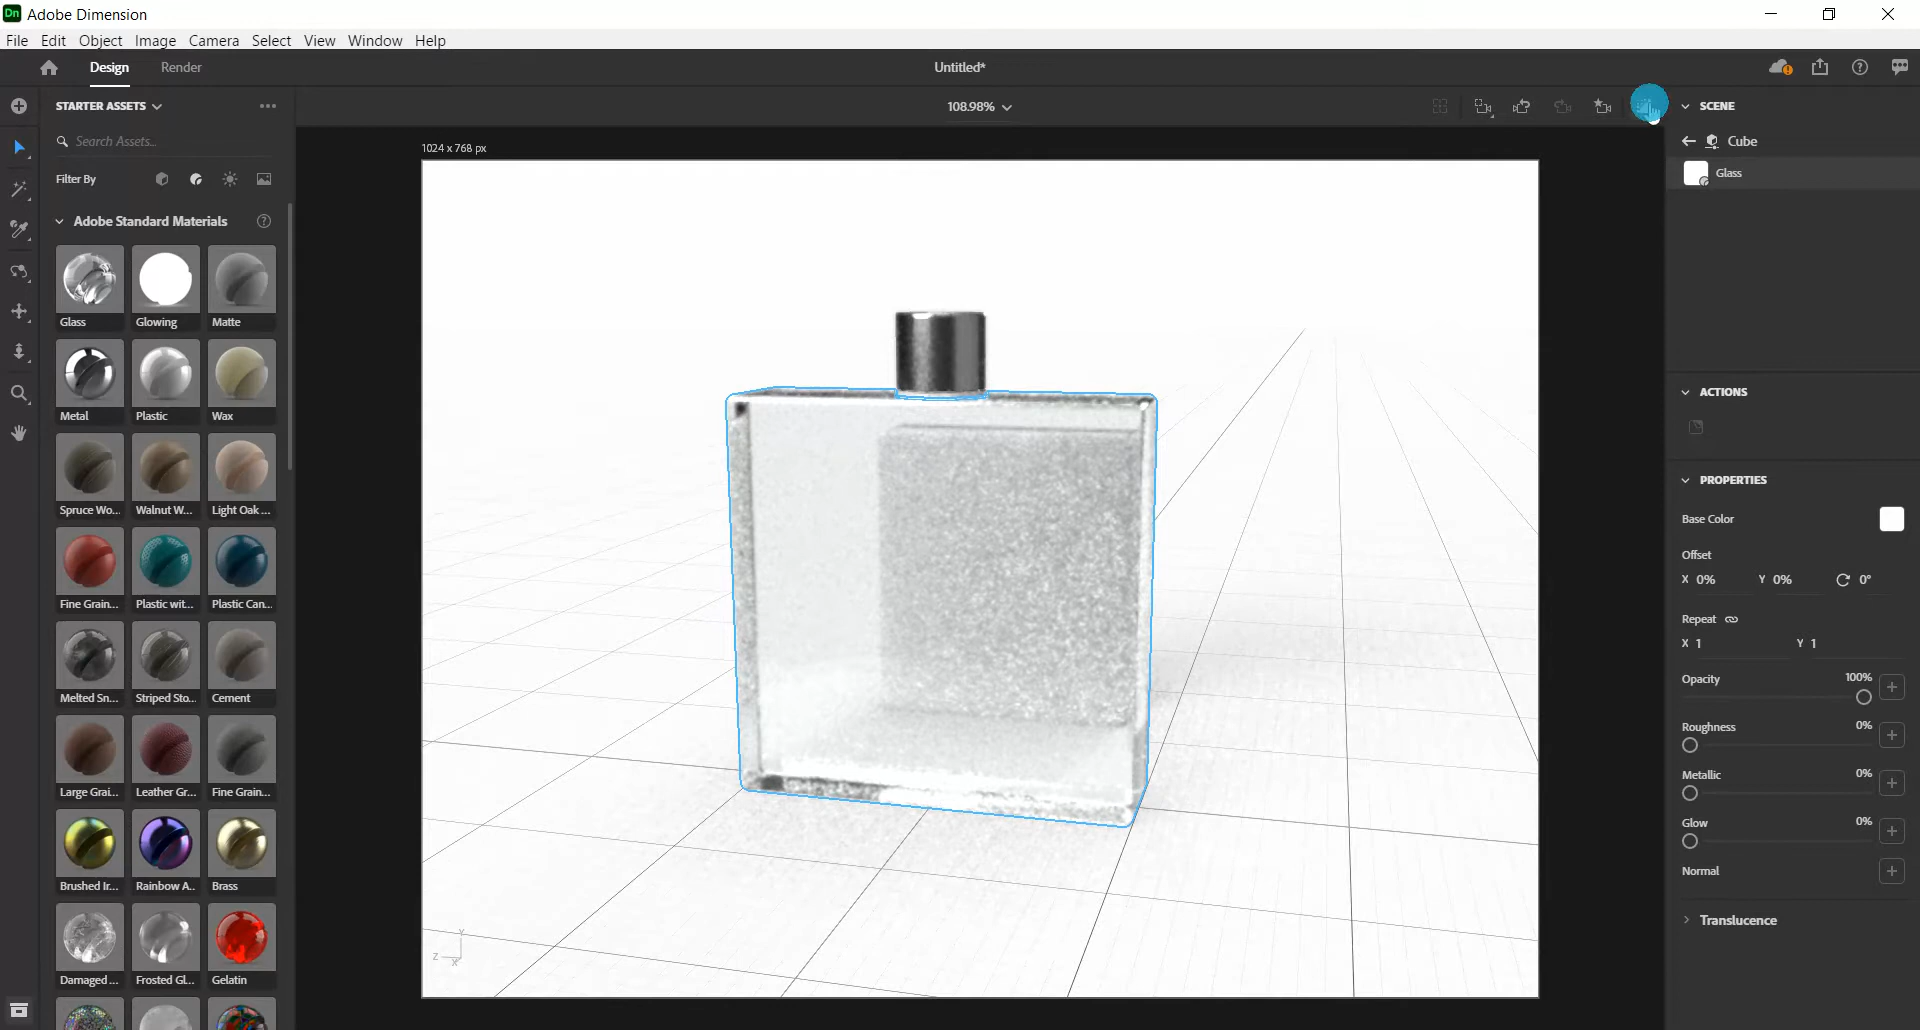 Adobe Dimension
File Edit Object Image Camera Select View Window Help
Design Render
Untitled*
STARTER ASSETS
108.98%
SCENE
Search Assets...
Cube
1024 x 768 px
Glass
Filter By
Adobe Standard Materials
Glass Glowing Matte
Metal Plastic Wax
Spruce Wo... Walnut W... Light Oak ...
Fine Grain... Plastic wit... Plastic Can...
Melted Sn... Striped Sto... Cement
Large Grai... Leather Gr... Fine Grain...
Brushed Ir... Rainbow A.. Brass
Damaged ... Frosted Gl... Gelatin
Y
Z
X
ACTIONS
PROPERTIES
Base Color
Offset
X 0% Y 0% 0°
Repeat
X 1 Y 1
Opacity 100%
Roughness 0%
Metallic 0%
Glow 0%
Normal
Translucence